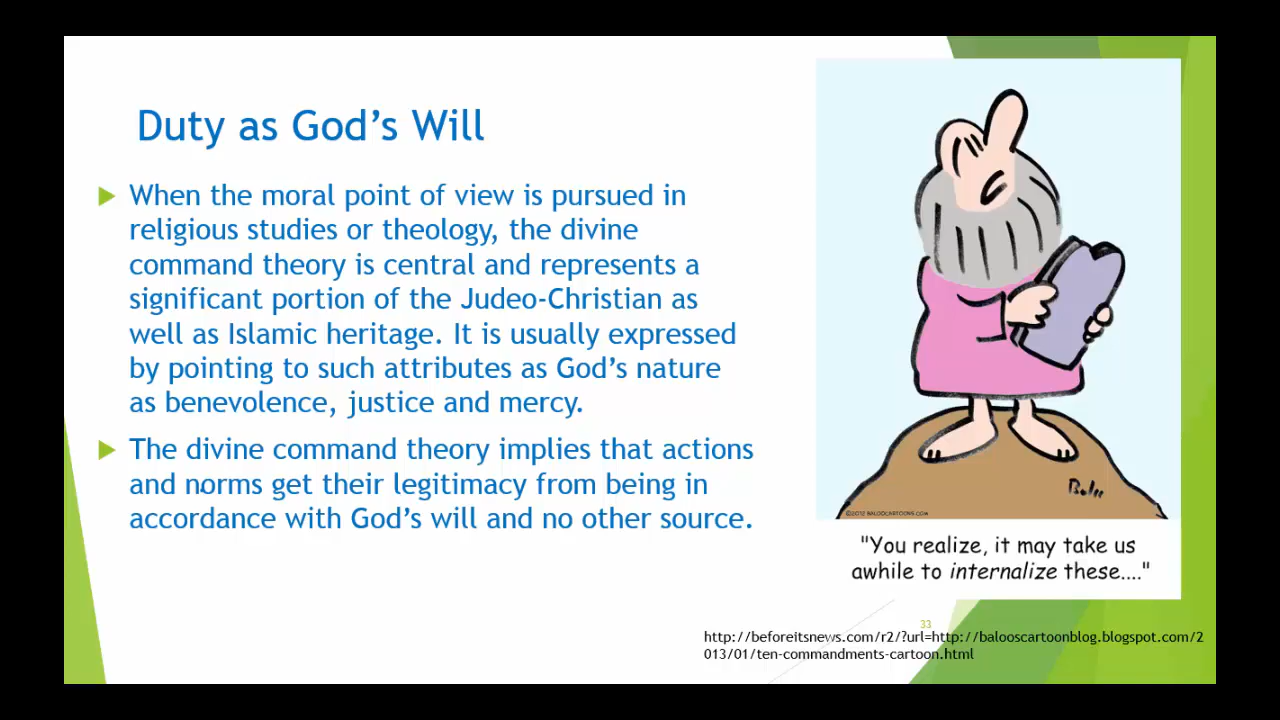 Duty as God's Will
When the moral point of view is pursued in
religious studies or theology, the divine
command theory is central and represents a
significant portion of the Judeo-Christian as
well as Islamic heritage. It is usually expressed
by pointing to such attributes as God's nature
as benevolence, justice and mercy.
The divine command theory implies that actions
and norms get their legitimacy from being in
accordance with God's will and no other source.
©2012 BALOOCARTOONS.COM
Baloo
"You realize, it may take us
awhile to internalize these...."
33
http://beforeitsnews.com/r2/?url=http://balooscartoonblog.blogspot.com/2
013/01/ten-commandments-cartoon.html